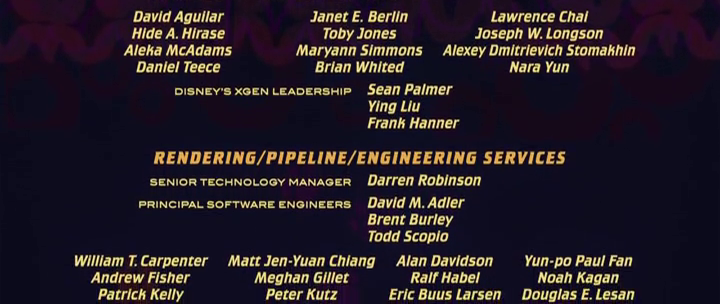 David Aguilar Janet E. Berlin Lawrence Chai
Hide A. Hirase Toby Jones Joseph W. Longson
Aleka McAdams Maryann Simmons Alexey Dmitrievich Stomakhin
Daniel Teece Brian Whited Nara Yun
DISNEY'S XGEN LEADERSHIP Sean Palmer
Ying Liu
Frank Hanner
RENDERING/PIPELINE/ENGINEERING SERVICES
SENIOR TECHNOLOGY MANAGER Darren Robinson
PRINCIPAL SOFTWARE ENGINEERS David M. Adler
Brent Burley
Todd Scopio
William T. Carpenter Matt Jen-Yuan Chiang Alan Davidson Yun-po Paul Fan
Andrew Fisher Meghan Gillet Ralf Habel Noah Kagan
Patrick Kelly Peter Kutz Eric Buus Larsen Douglas E. Lesan